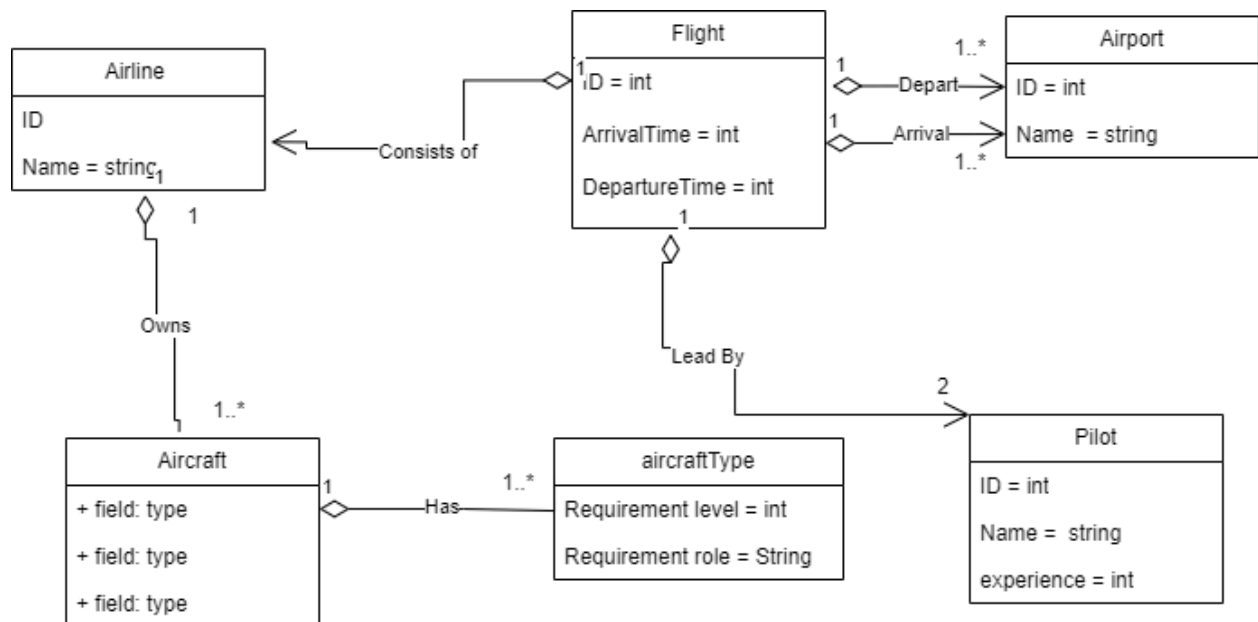 Airline
ID
Name = string
1
1
Consists of
Flight
1
ID = int
ArrivalTime = int
DepartureTime = int
1
1
Depart
1..*
1
Arrival
1..*
Airport
ID = int
Name = string
Owns
1..*
Lead By
2
Aircraft
+ field: type
+ field: type
+ field: type
1
Has
1..*
aircraftType
Requirement level = int
Requirement role = String
Pilot
ID = int
Name = string
experience = int